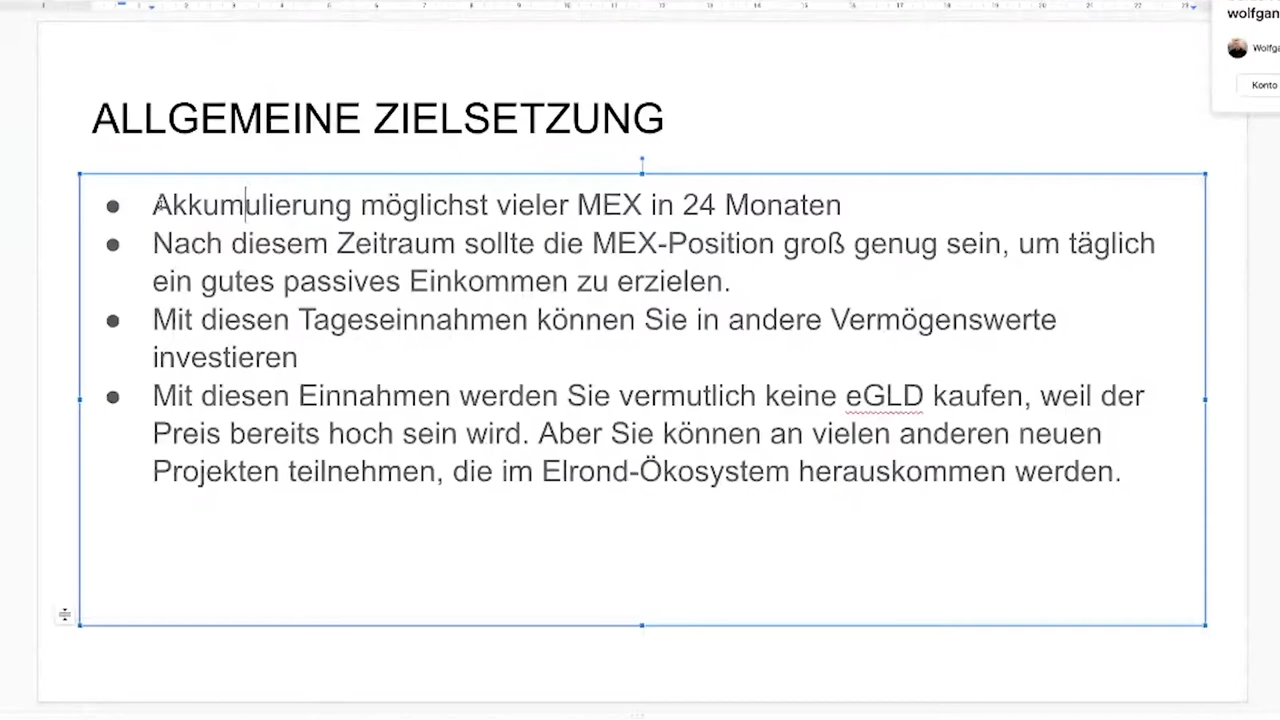 wolfgan
Wolfga
Konto
ALLGEMEINE ZIELSETZUNG
● Akkumulierung möglichst vieler MEX in 24 Monaten
● Nach diesem Zeitraum sollte die MEX-Position groß genug sein, um täglich
ein gutes passives Einkommen zu erzielen.
● Mit diesen Tageseinnahmen können Sie in andere Vermögenswerte
investieren
● Mit diesen Einnahmen werden Sie vermutlich keine eGLD kaufen, weil der
Preis bereits hoch sein wird. Aber Sie können an vielen anderen neuen
Projekten teilnehmen, die im Elrond-Ökosystem herauskommen werden.